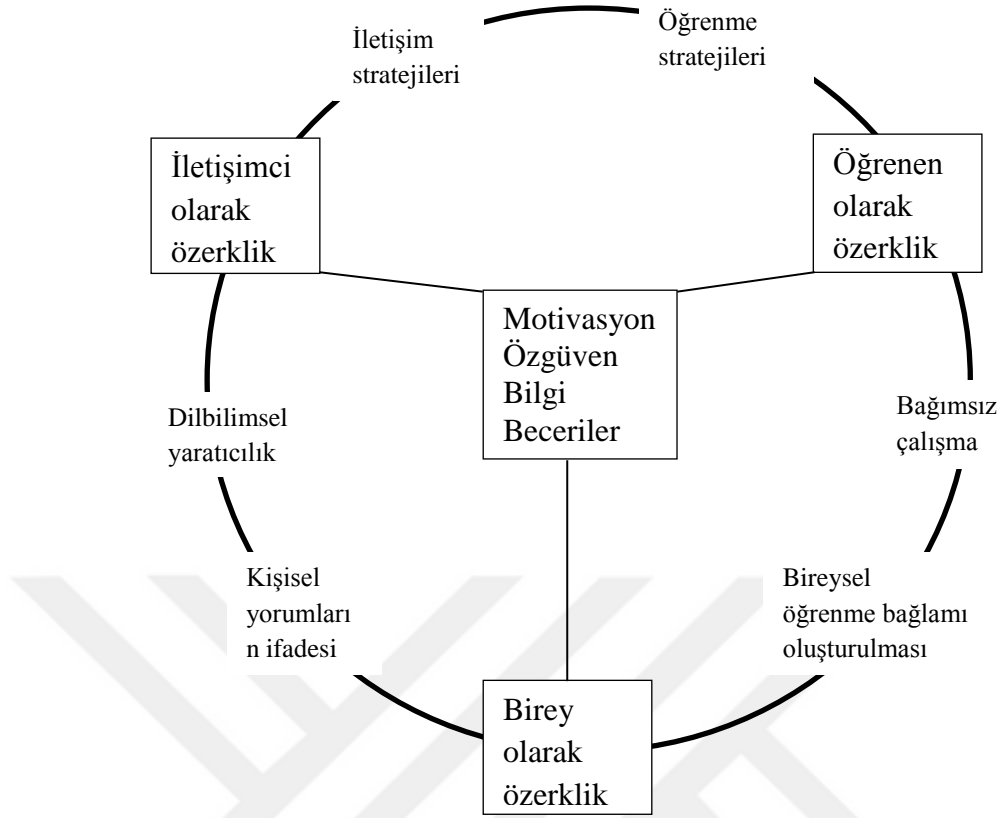 İletişim
stratejileri
Öğrenme
stratejileri
İletişimci
olarak
özerklik
Öğrenen
olarak
özerklik
Motivasyon
Özgüven
Bilgi
Beceriler
Dilbilimsel
yaratıcılık
Bağımsız
çalışma
Kişisel
yorumları
n ifadesi
Bireysel
öğrenme bağlamı
oluşturulması
Birey
olarak
özerklik